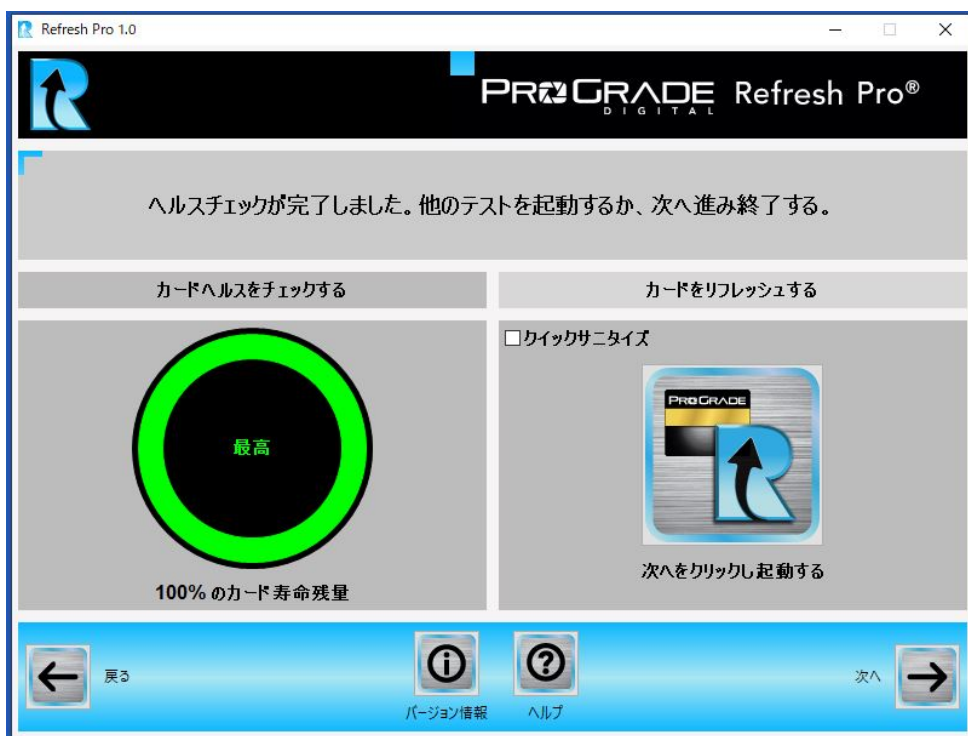 Refresh Pro 1.0
PROGRADE Refresh Pro®
DIGITAL
ヘルスチェックが完了しました。他のテストを起動するか、次へ進み終了する。
カードヘルスをチェックする
カードをリフレッシュする
クイックサニタイズ
最高
PROGRADE
100% のカード寿命残量
次へをクリックし起動する
戻る
次へ
バージョン情報
ヘルプ